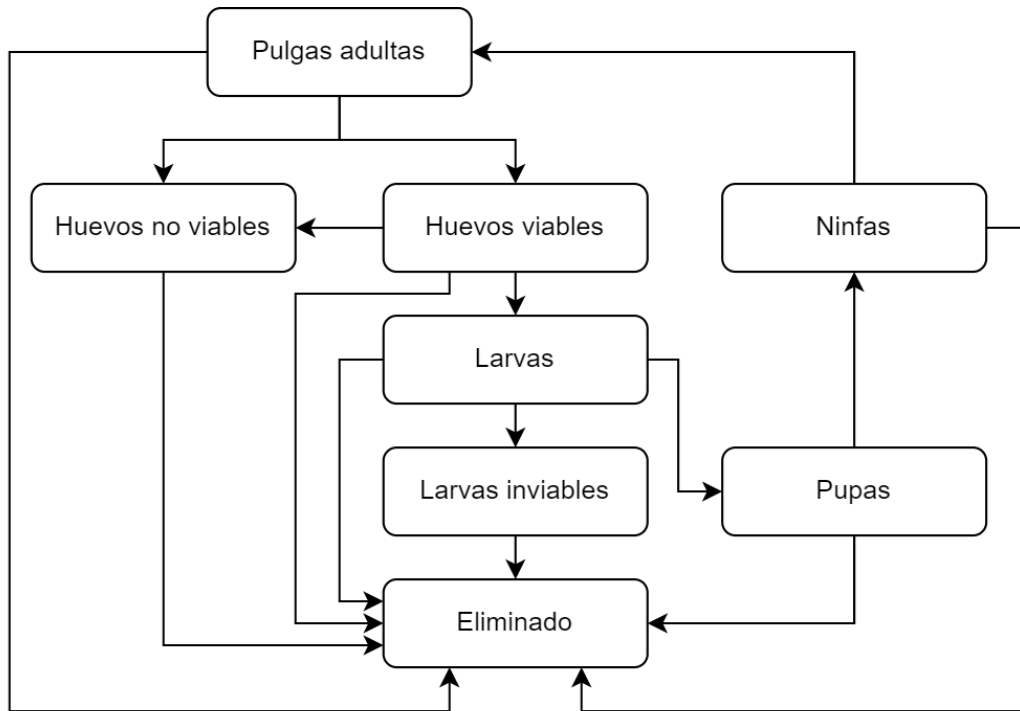 Pulgas adultas
Huevos no viables
Huevos viables
Ninfas
Larvas
Larvas inviables
Pupas
Eliminado